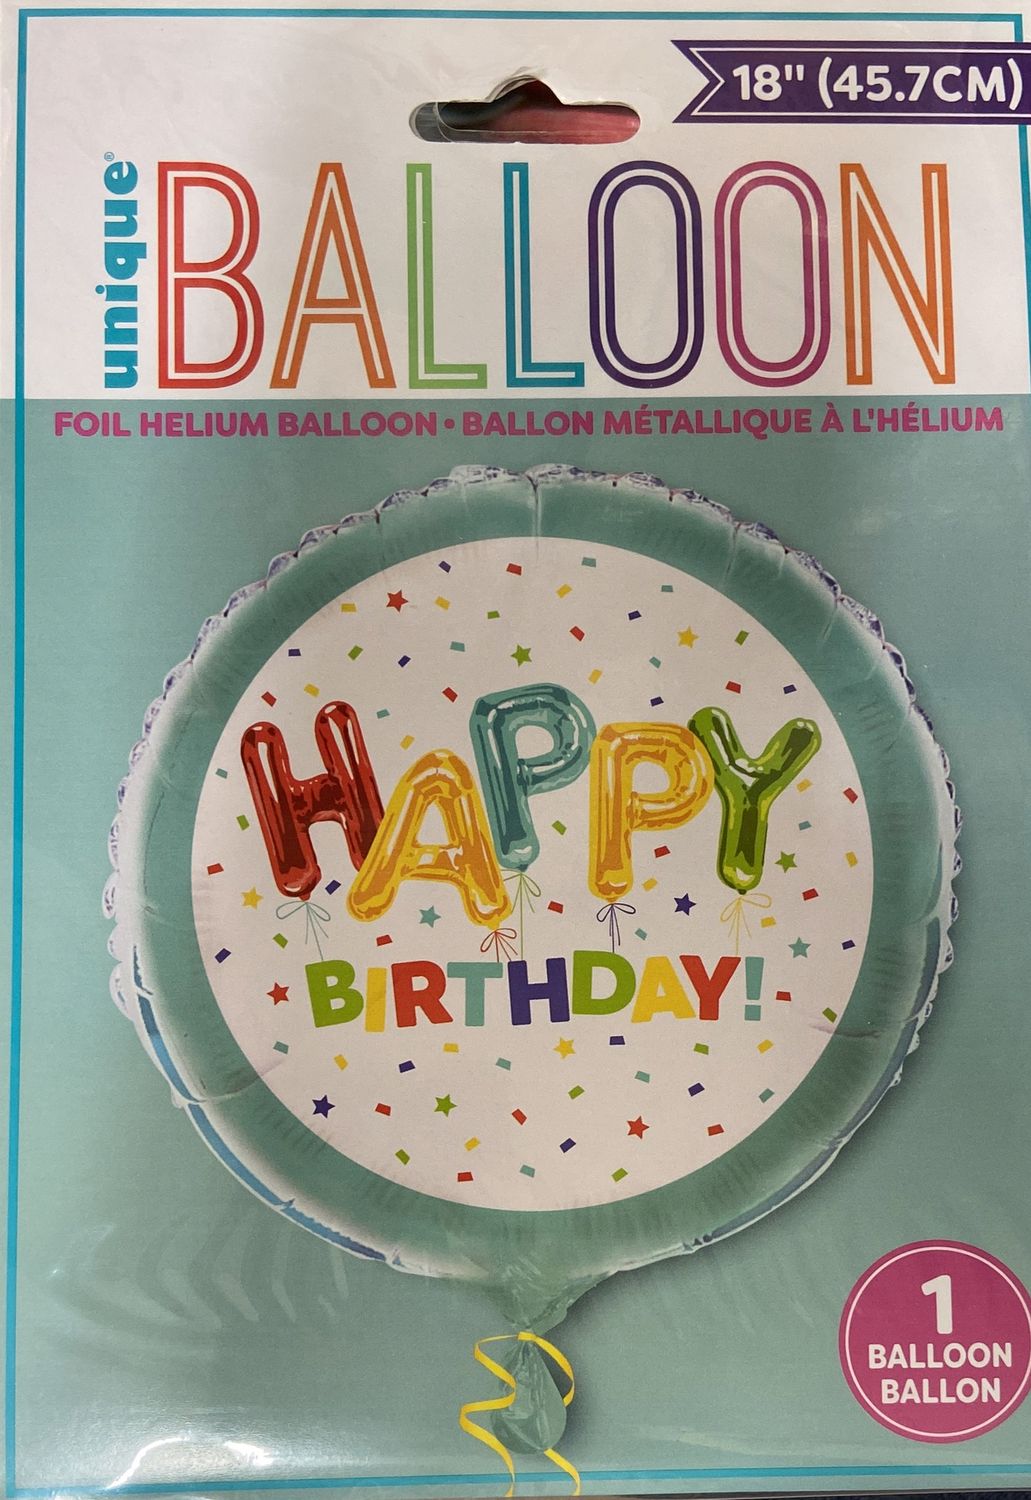 18" (45.7CM)
unique®
BALLOON
FOIL HELIUM BALLOON • BALLON MÉTALLIQUE À L'HÉLIUM
HAPPY
BIRTHDAY!
1
BALLOON
BALLON